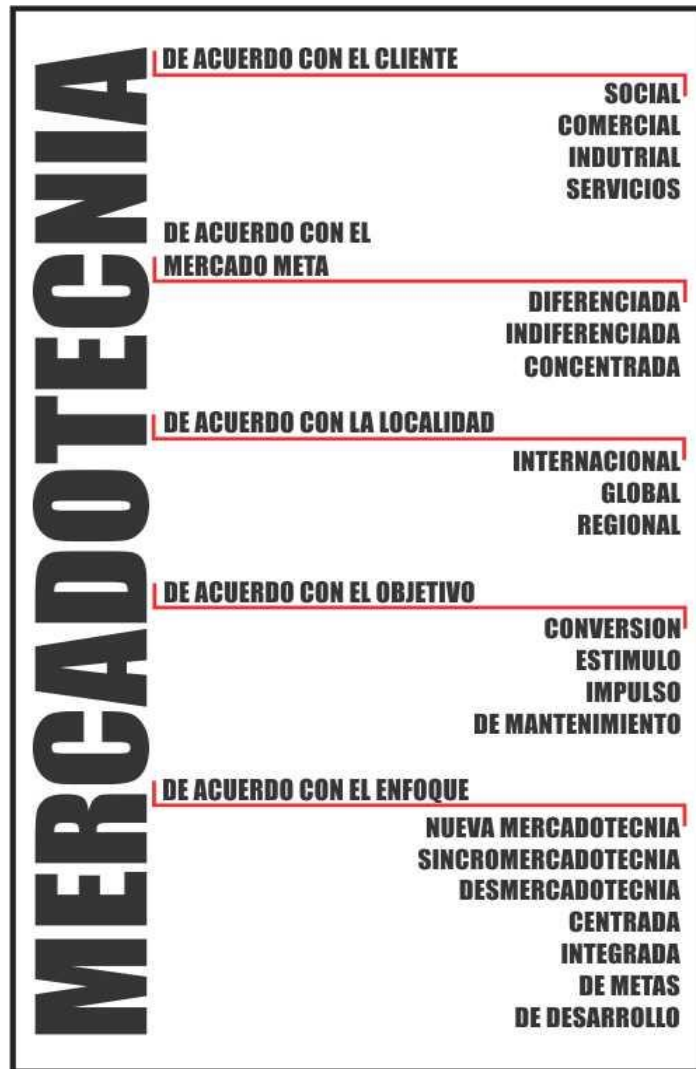 MERCADOTECNIA
DE ACUERDO CON EL CLIENTE
SOCIAL
COMERCIAL
INDUTRIAL
SERVICIOS
DE ACUERDO CON EL
MERCADO META
DIFERENCIADA
INDIFERENCIADA
CONCENTRADA
DE ACUERDO CON LA LOCALIDAD
INTERNACIONAL
GLOBAL
REGIONAL
DE ACUERDO CON EL OBJETIVO
CONVERSION
ESTIMULO
IMPULSO
DE MANTENIMIENTO
DE ACUERDO CON EL ENFOQUE
NUEVA MERCADOTECNIA
SINCROMERCADOTECNIA
DESMERCADOTECNIA
CENTRADA
INTEGRADA
DE METAS
DE DESARROLLO